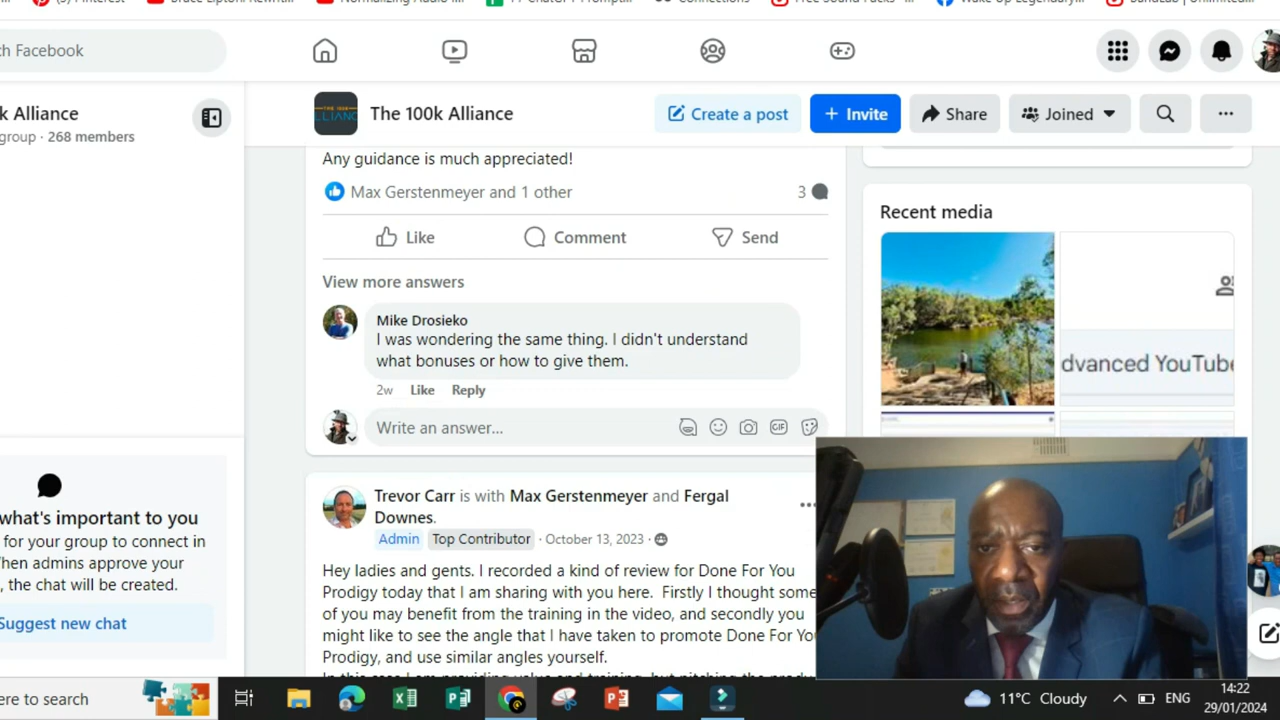 (5) Pinterest
Free Sound Packs -
ch Facebook
k Alliance
group · 268 members
The 100k Alliance
Create a post
+ Invite
Share
Joined
Any guidance is much appreciated!
Max Gerstenmeyer and 1 other
3
Like
Comment
Send
View more answers
Mike Drosieko
I was wondering the same thing. I didn't understand
what bonuses or how to give them.
2w Like Reply
Write an answer...
GIF
Recent media
dvanced YouTube
what's important to you
for your group to connect in
hen admins approve your
, the chat will be created.
Suggest new chat
Trevor Carr is with Max Gerstenmeyer and Fergal
Downes.
Admin Top Contributor · October 13, 2023 ·
Hey ladies and gents. I recorded a kind of review for Done For You
Prodigy today that I am sharing with you here. Firstly I thought some
of you may benefit from the training in the video, and secondly you
might like to see the angle that I have taken to promote Done For Yo
Prodigy, and use similar angles yourself.
ere to search
11°C Cloudy
ENG
14:22
29/01/2024